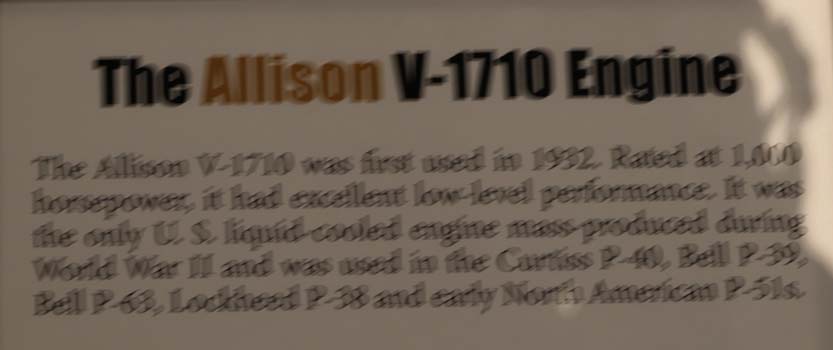 The Allison V-1710 Engine
The Allison V-1710 was first used in 1932. Rated at 1,000
horsepower, it had excellent low-level performance. It was
the only U. S. liquid-cooled engine mass-produced during
World War II and was used in the Curtiss P-40, Bell P-39,
Bell P-63, Lockheed P-38 and early North American P-51s.